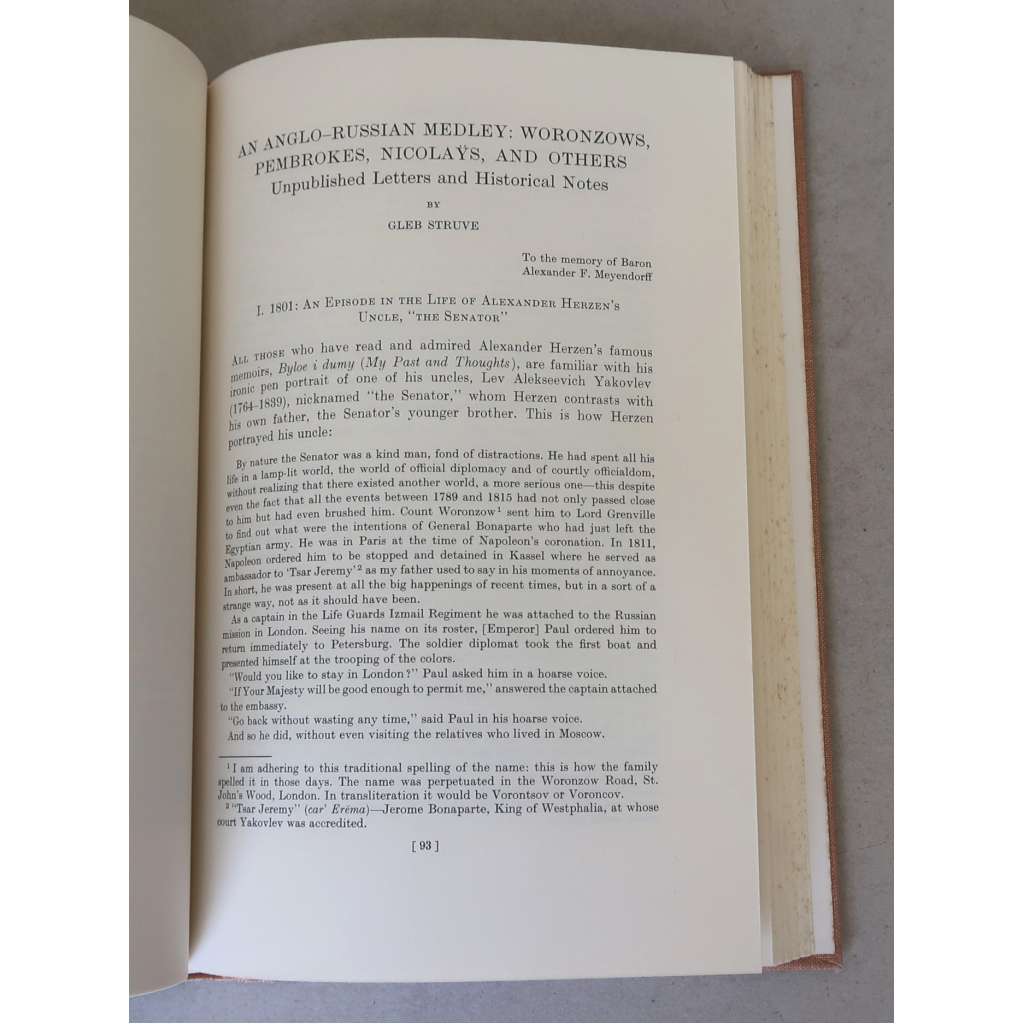 AN ANGLO–RUSSIAN MEDLEY: WORONZOWS,
PEMBROKES, NICOLAŸS, AND OTHERS
Unpublished Letters and Historical Notes
BY
GLEB STRUVE
To the memory of Baron
Alexander F. Meyendorff
I. 1801: An Episode in the Life of Alexander Herzen's
Uncle, "the Senator"
All those who have read and admired Alexander Herzen's famous
memoirs, Byloe i dumy (My Past and Thoughts), are familiar with his
ironic pen portrait of one of his uncles, Lev Alekseevich Yakovlev
(1764–1839), nicknamed "the Senator," whom Herzen contrasts with
his own father, the Senator's younger brother. This is how Herzen
portrayed his uncle:
By nature the Senator was a kind man, fond of distractions. He had spent all his
life in a lamp-lit world, the world of official diplomacy and of courtly officialdom,
without realizing that there existed another world, a more serious one—this despite
even the fact that all the events between 1789 and 1815 had not only passed close
to him but had even brushed him. Count Woronzow¹ sent him to Lord Grenville
to find out what were the intentions of General Bonaparte who had just left the
Egyptian army. He was in Paris at the time of Napoleon's coronation. In 1811,
Napoleon ordered him to be stopped and detained in Kassel where he served as
ambassador to 'Tsar Jeremy'² as my father used to say in his moments of annoyance.
In short, he was present at all the big happenings of recent times, but in a sort of a
strange way, not as it should have been.
As a captain in the Life Guards Izmail Regiment he was attached to the Russian
mission in London. Seeing his name on its roster, [Emperor] Paul ordered him to
return immediately to Petersburg. The soldier diplomat took the first boat and
presented himself at the trooping of the colors.
"Would you like to stay in London?" Paul asked him in a hoarse voice.
"If Your Majesty will be good enough to permit me," answered the captain attached
to the embassy.
"Go back without wasting any time," said Paul in his hoarse voice.
And so he did, without even visiting the relatives who lived in Moscow.
¹ I am adhering to this traditional spelling of the name: this is how the family
spelled it in those days. The name was perpetuated in the Woronzow Road, St.
John's Wood, London. In transliteration it would be Vorontsov or Voroncov.
² "Tsar Jeremy" (car' Erëma)—Jerome Bonaparte, King of Westphalia, at whose
court Yakovlev was accredited.
[ 93 ]